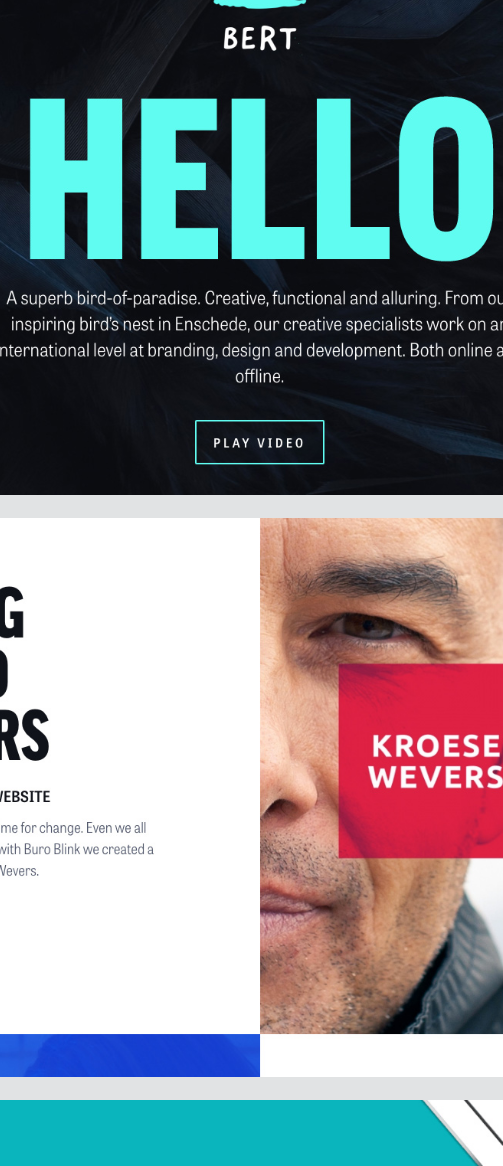 BERT
HELLO
A superb bird-of-paradise. Creative, functional and alluring. From ou
inspiring bird's nest in Enschede, our creative specialists work on an
nternational level at branding, design and development. Both online a
offline.
PLAY VIDEO
G
O
RS
WEBSITE
me for change. Even we all
with Buro Blink we created a
Wevers.
KROESE
WEVERS